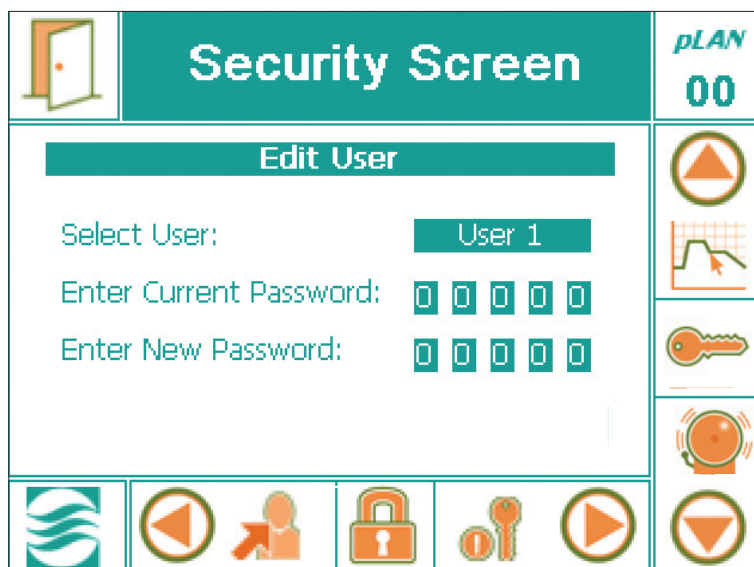 Security Screen
pLAN
00
Edit User
Select User: User 1
Enter Current Password: 0 0 0 0 0
Enter New Password: 0 0 0 0 0